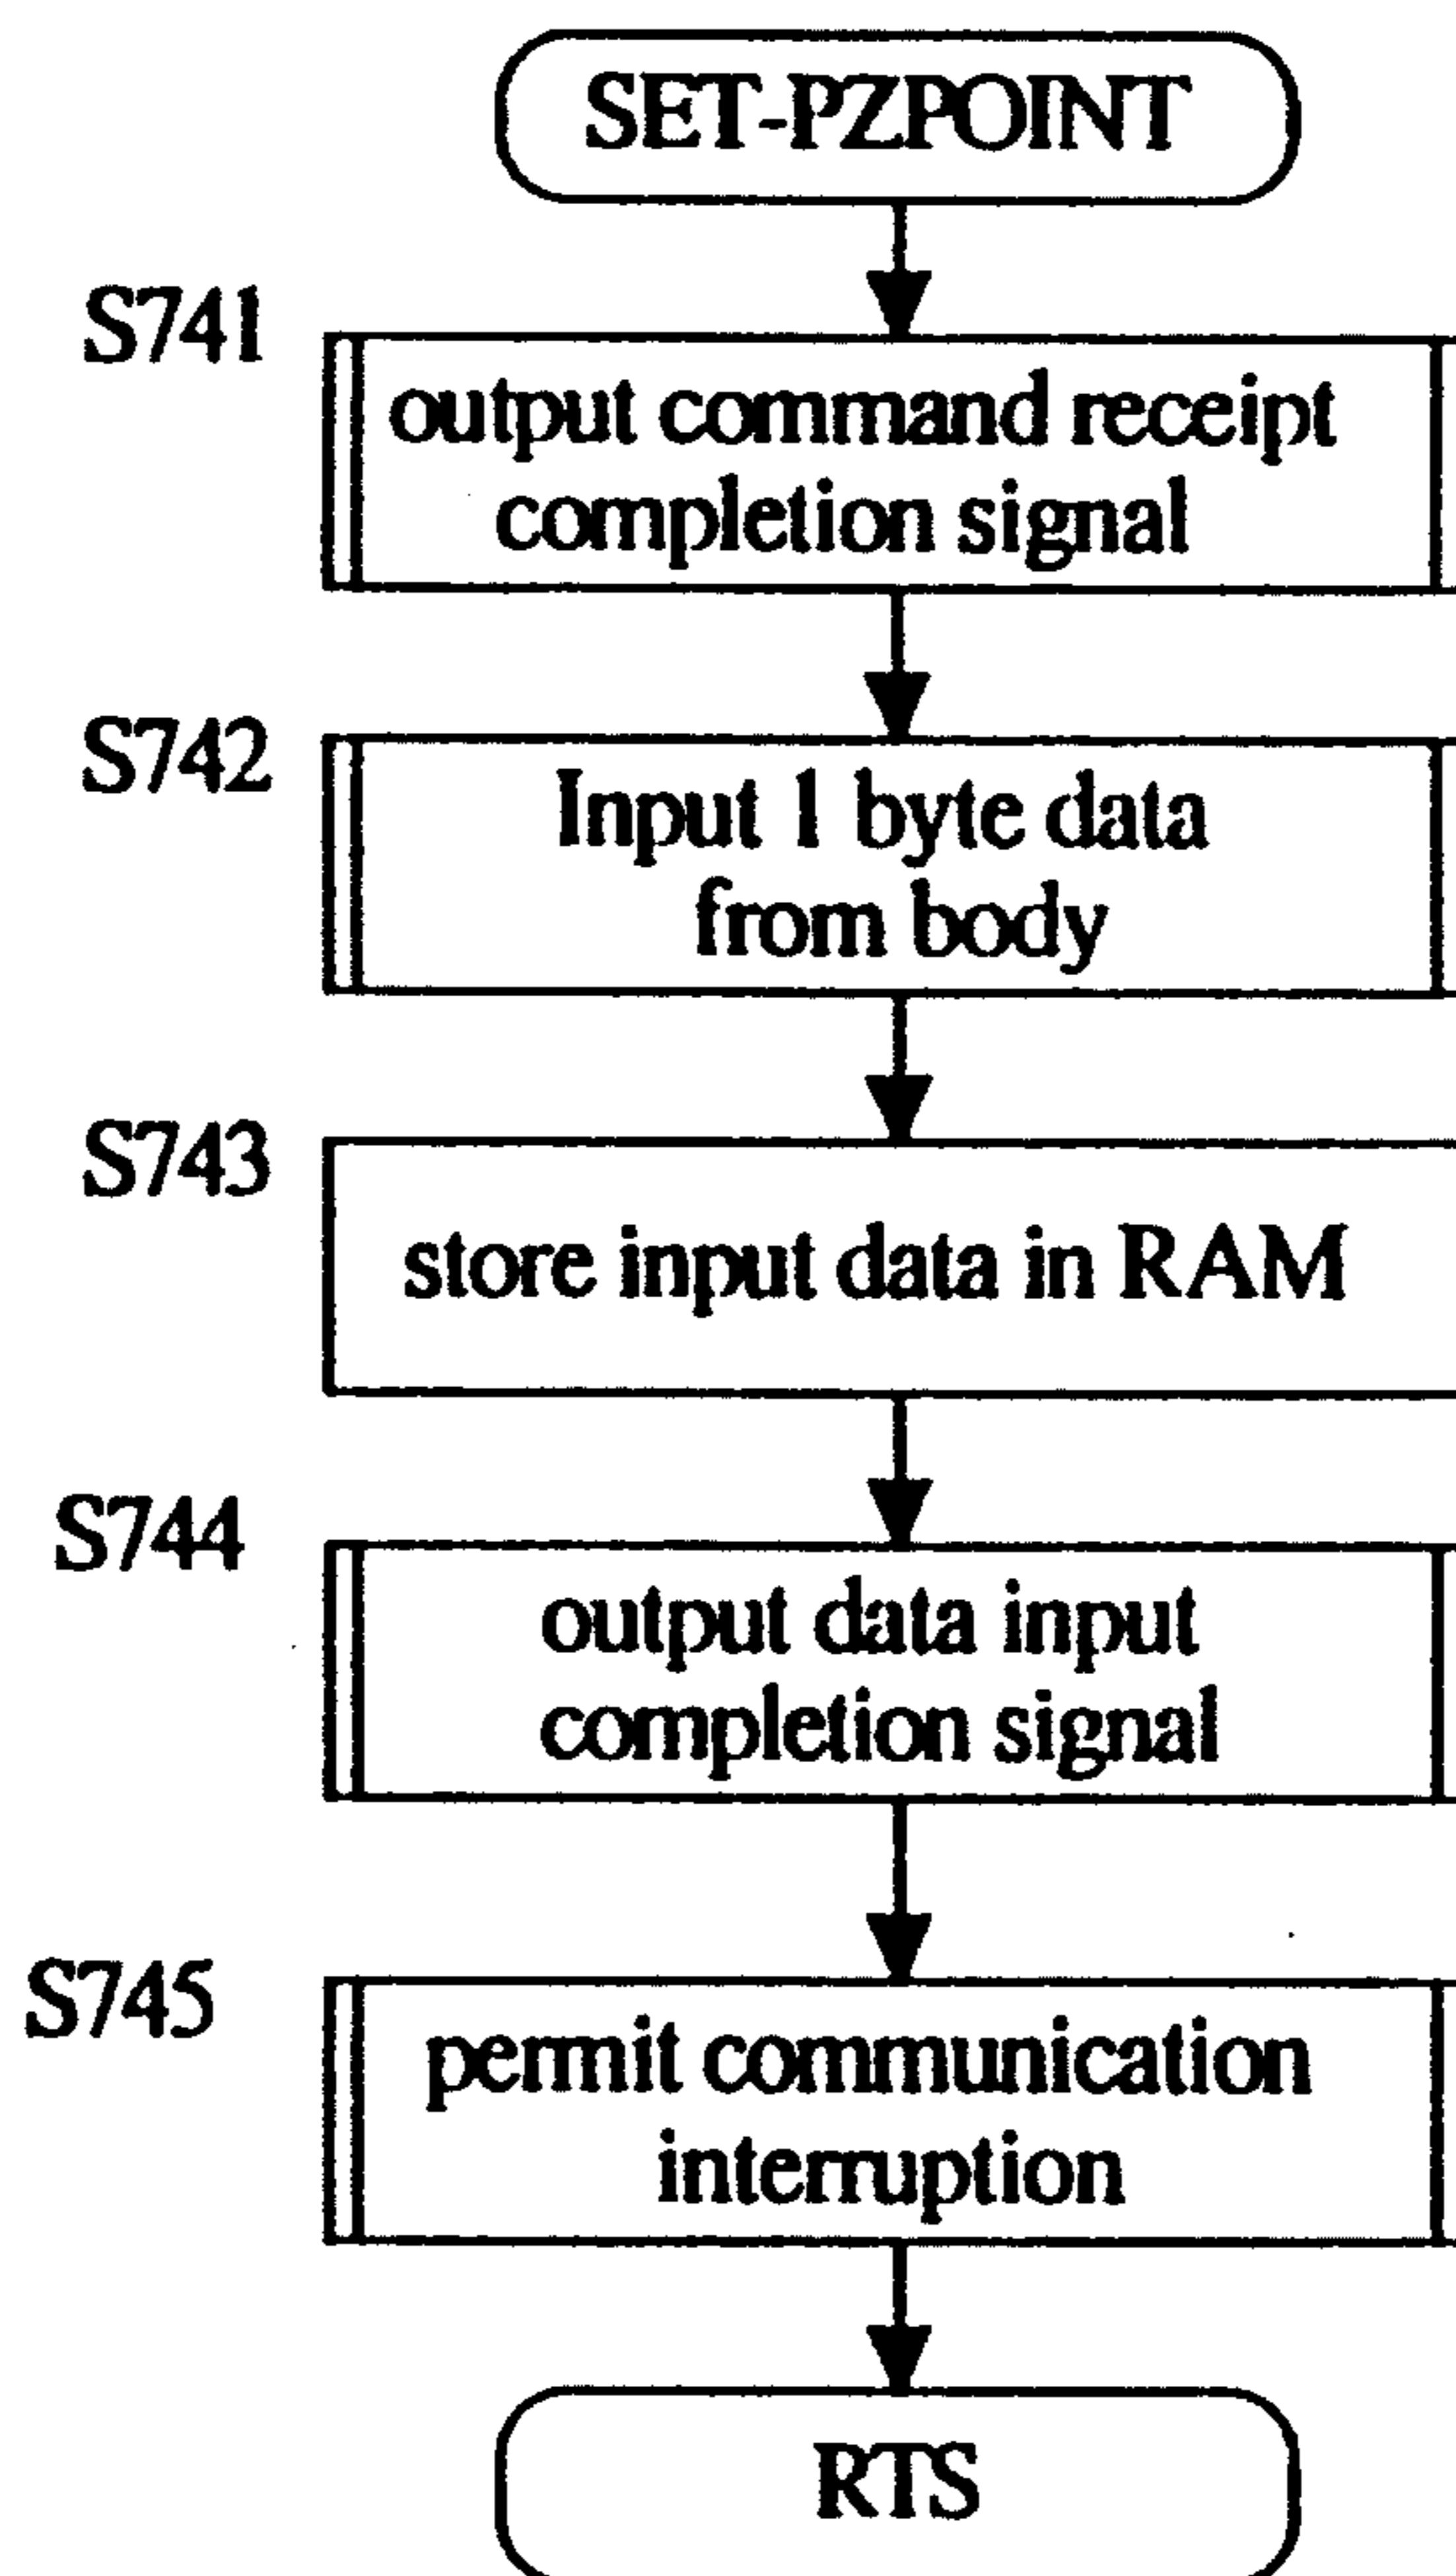 SET-PZPOINT
S741
output command receipt
completion signal
S742
Input 1 byte data
from body
S743
store input data in RAM
S744
output data input
completion signal
S745
permit communication
interruption
RTS